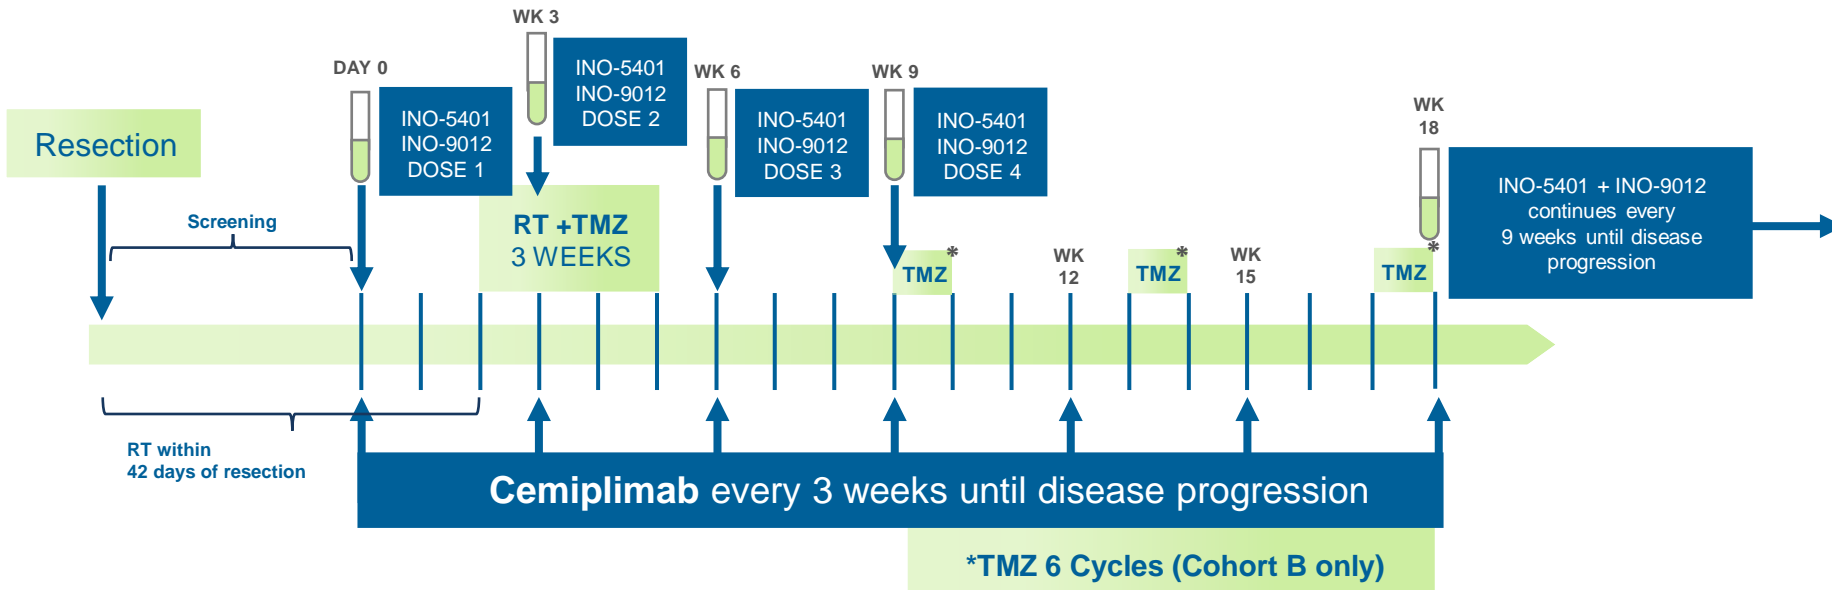 WK 3
DAY 0
INO-5401
INO-9012
DOSE 2
WK 6
WK 9
WK
18
Resection
INO-5401
INO-9012
DOSE 1
INO-5401
INO-9012
DOSE 3
INO-5401
INO-9012
DOSE 4
INO-5401 + INO-9012
continues every
9 weeks until disease
progression
Screening
RT +TMZ
3 WEEKS
TMZ*
WK
12
TMZ*
WK
15
TMZ*
RT within
42 days of resection
Cemiplimab every 3 weeks until disease progression
*TMZ 6 Cycles (Cohort B only)